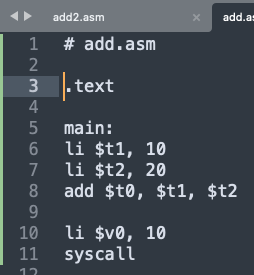 add2.asm × add.as
1 # add.asm
2
3 .text
4
5 main:
6 li $t1, 10
7 li $t2, 20
8 add $t0, $t1, $t2
9
10 li $v0, 10
11 syscall